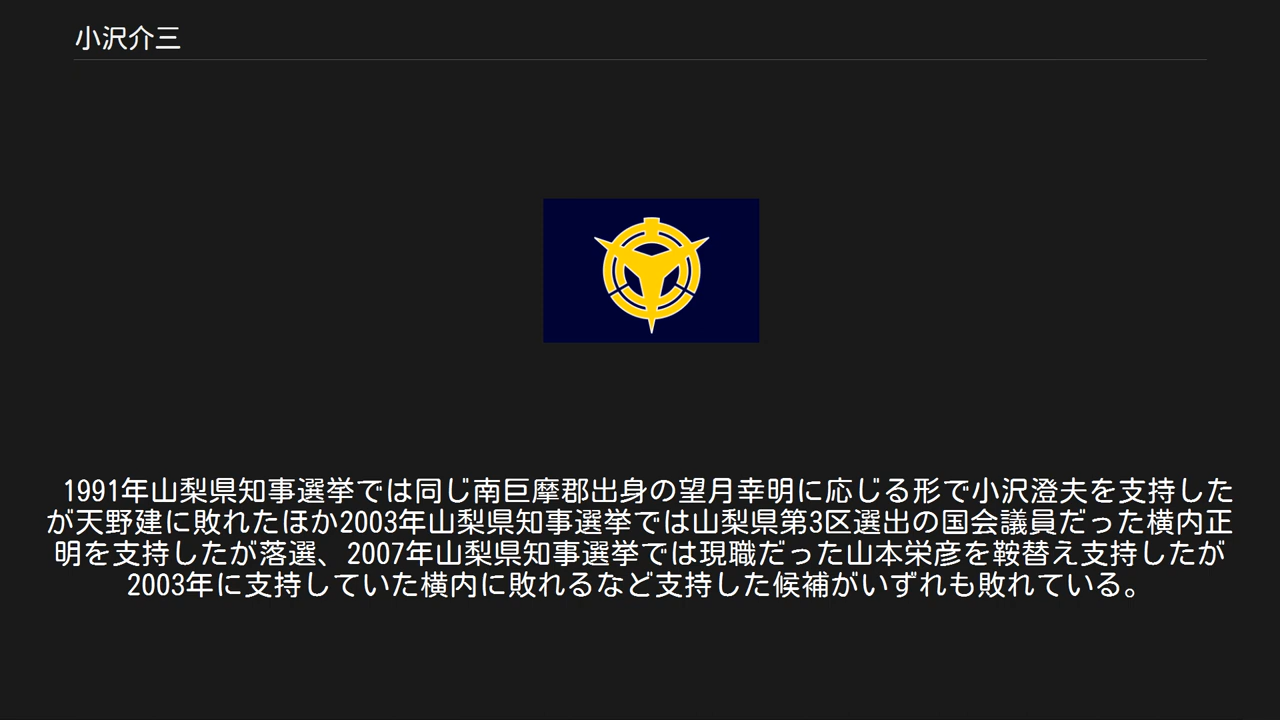 小沢介三
1991年山梨県知事選挙では同じ南巨摩郡出身の望月幸明に応じる形で小沢澄夫を支持した
が天野建に敗れたほか2003年山梨県知事選挙では山梨県第3区選出の国会議員だった横内正
明を支持したが落選、2007年山梨県知事選挙では現職だった山本栄彦を鞍替え支持したが
2003年に支持していた横内に敗れるなど支持した候補がいずれも敗れている。